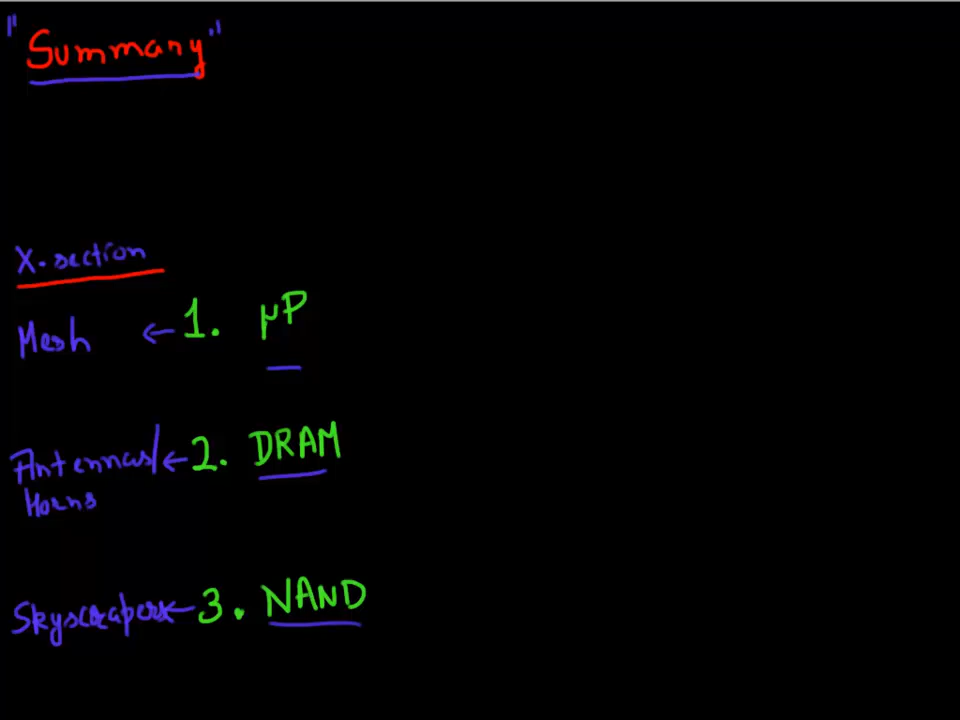 "Summary"
X-section
Mesh ← 1. μP
Antennas/ ← 2. DRAM
Horns
Skyscrapers ← 3. NAND